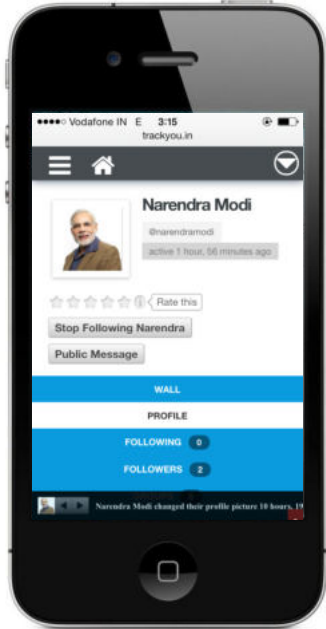 Vodafone IN E 3:15
trackyou.in
Narendra Modi
@narendramodi
active 1 hour, 56 minutes ago
Rate this
Stop Following Narendra
Public Message
WALL
PROFILE
FOLLOWING 0
FOLLOWERS 2
Narendra Modi changed their profile picture 10 hours, 19